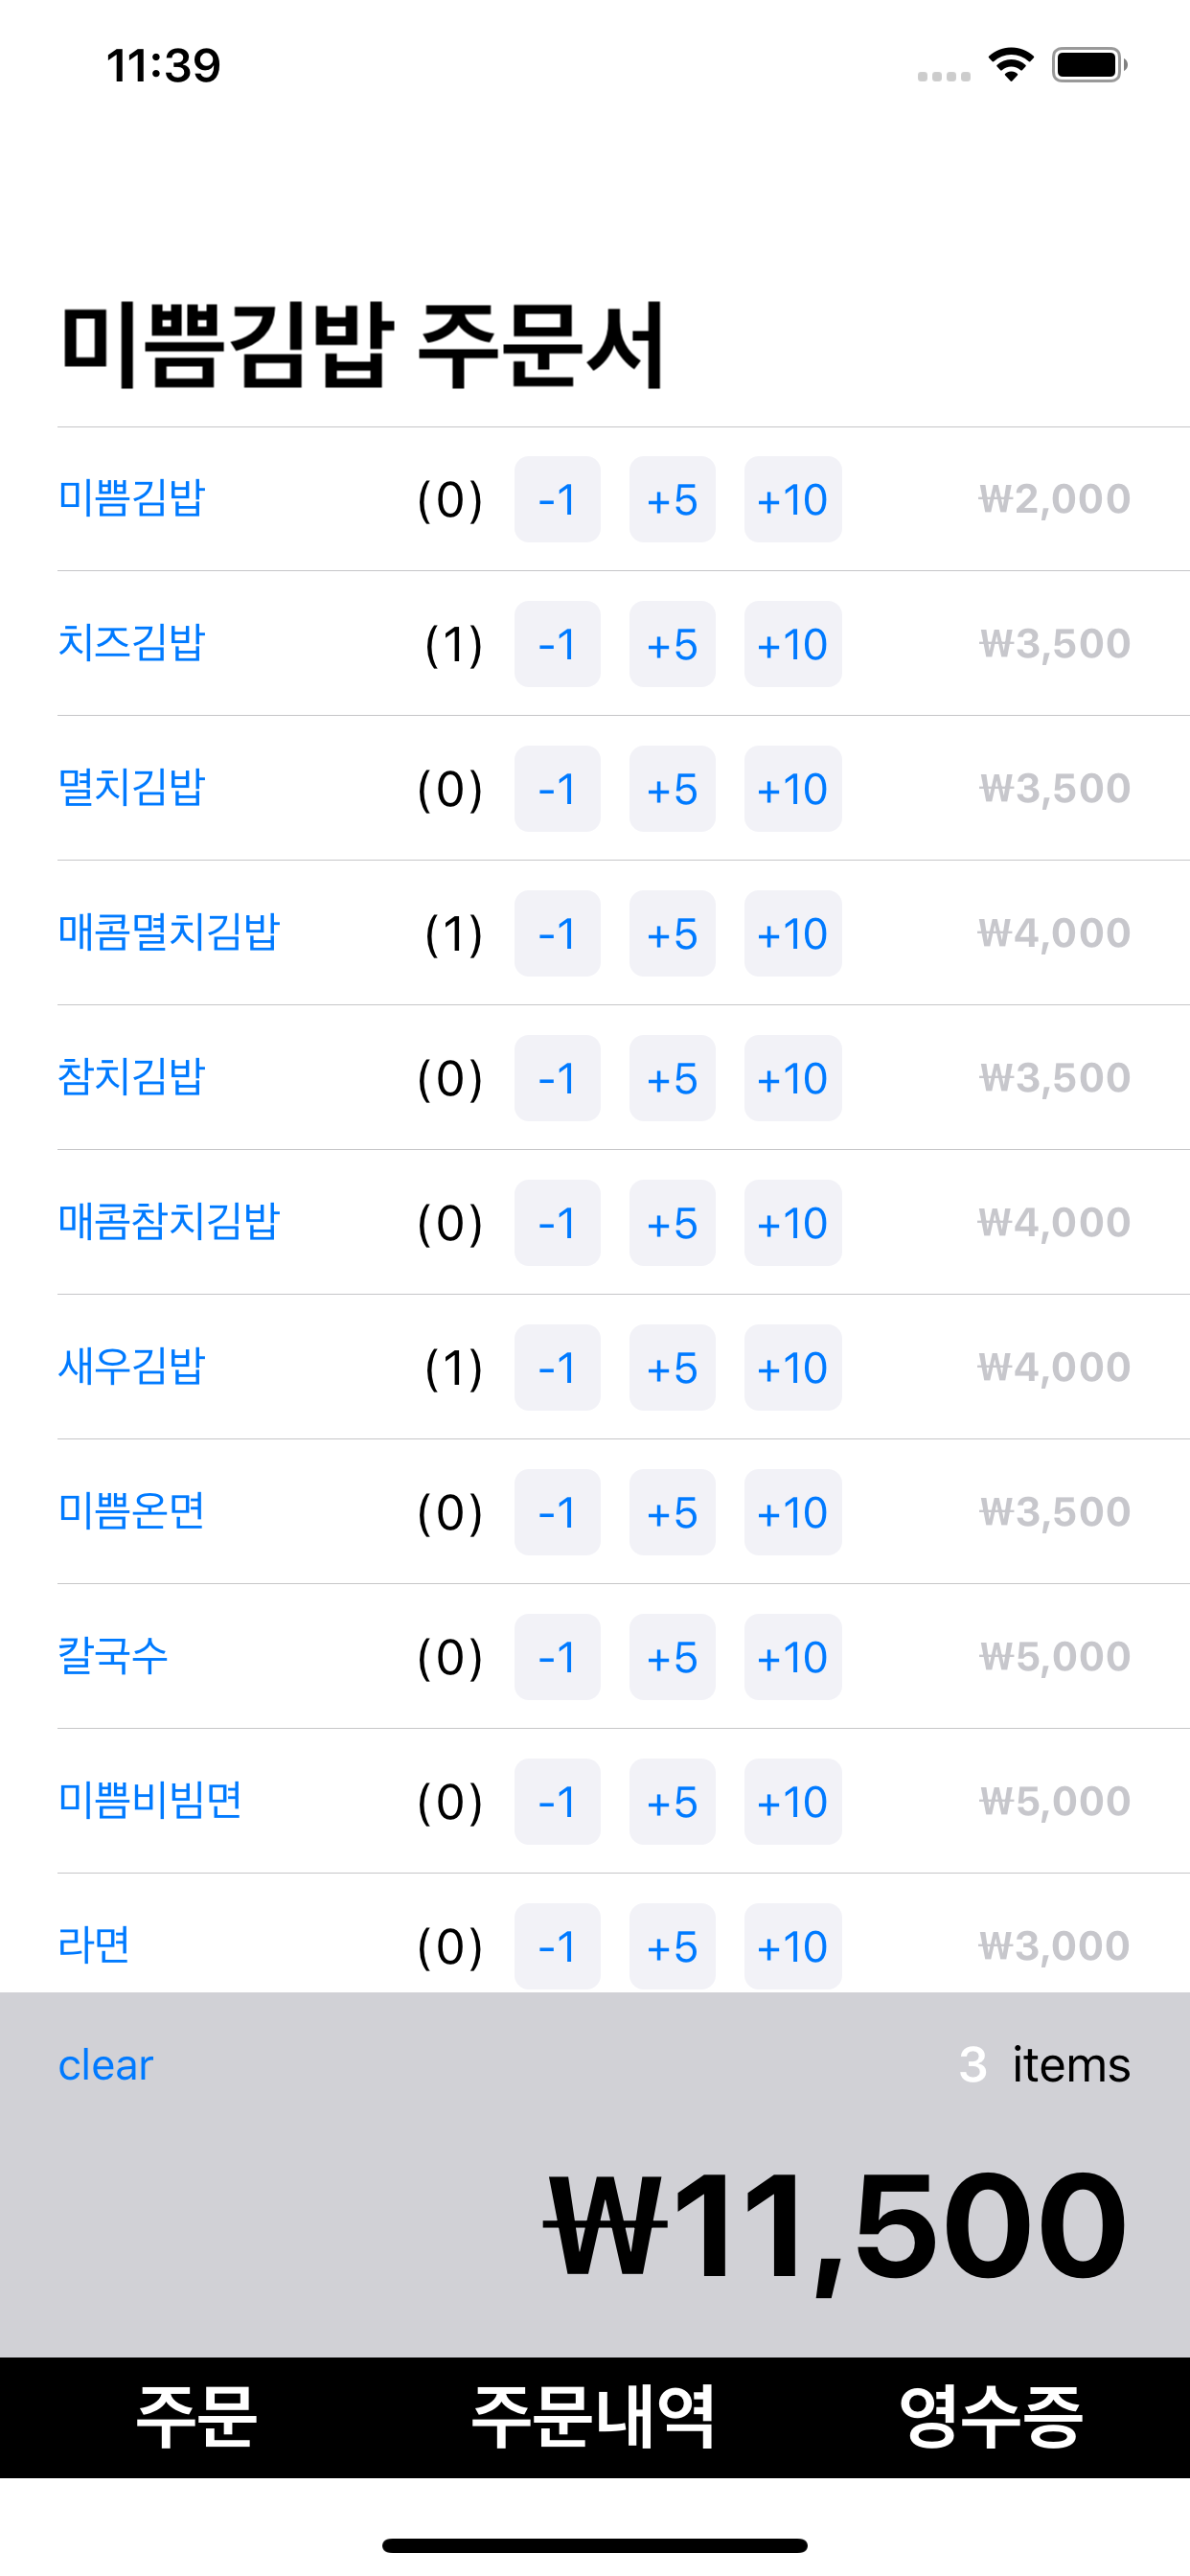 11:39
미쁨김밥 주문서
미쁨김밥 (0) -1 +5 +10 ₩2,000
치즈김밥 (1) -1 +5 +10 ₩3,500
멸치김밥 (0) -1 +5 +10 ₩3,500
매콤멸치김밥 (1) -1 +5 +10 ₩4,000
참치김밥 (0) -1 +5 +10 ₩3,500
매콤참치김밥 (0) -1 +5 +10 ₩4,000
새우김밥 (1) -1 +5 +10 ₩4,000
미쁨온면 (0) -1 +5 +10 ₩3,500
칼국수 (0) -1 +5 +10 ₩5,000
미쁨비빔면 (0) -1 +5 +10 ₩5,000
라면 (0) -1 +5 +10 ₩3,000
clear 3 items
₩11,500
주문 주문내역 영수증